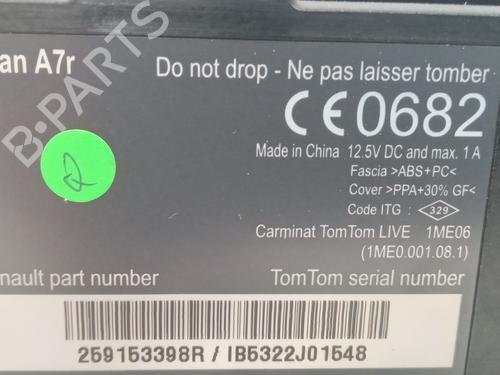 an A7r
Do not drop - Ne pas laisser tomber
CE0682
Made in China 12.5V DC and max. 1 A
Fascia >ABS+PC<
Cover >PPA+30% GF<
Code ITG : 329
Carminat TomTom LIVE 1ME06
(1ME0.001.08.1)
nault part number
TomTom serial number
259153398R / IB5322J01548
B-PARTS
Q